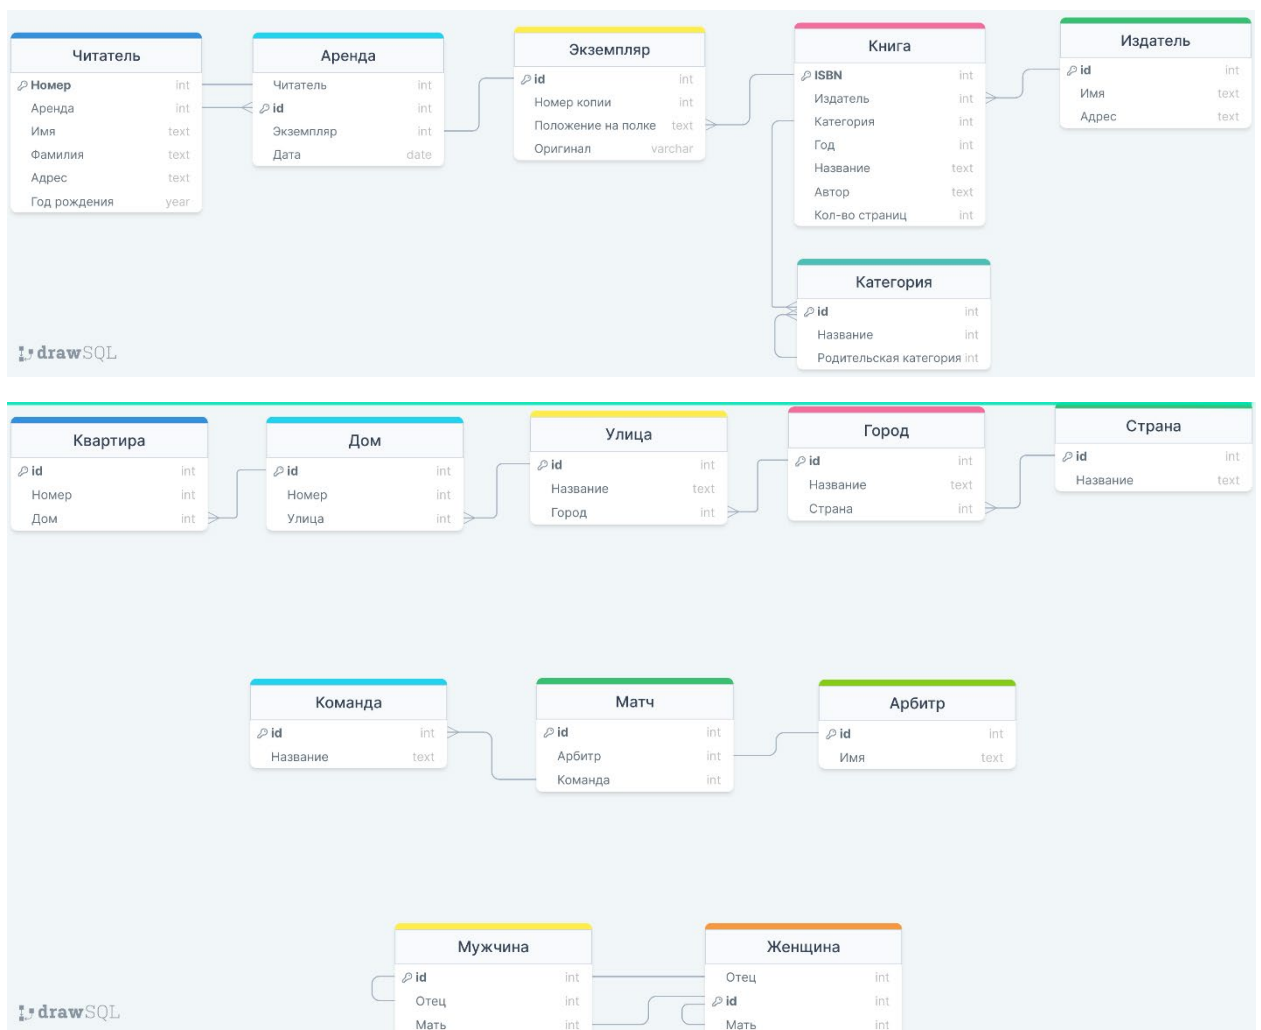 Читатель
Номер int
Аренда int
Имя text
Фамилия text
Адрес text
Год рождения year
Аренда
Читатель int
id int
Экземпляр int
Дата date
Экземпляр
id int
Номер копии int
Положение на полке text
Оригинал varchar
Книга
ISBN int
Издатель int
Категория int
Год int
Название text
Автор text
Кол-во страниц int
Издатель
id int
Имя text
Адрес text
Категория
id int
Название int
Родительская категория int
drawSQL
Квартира
id int
Номер int
Дом int
Дом
id int
Номер int
Улица int
Улица
id int
Название text
Город int
Город
id int
Название text
Страна int
Страна
id int
Название text
Команда
id int
Название text
Матч
id int
Арбитр int
Команда int
Арбитр
id int
Имя text
Мужчина
id int
Отец int
Мать int
Женщина
Отец int
id int
Мать int
drawSQL